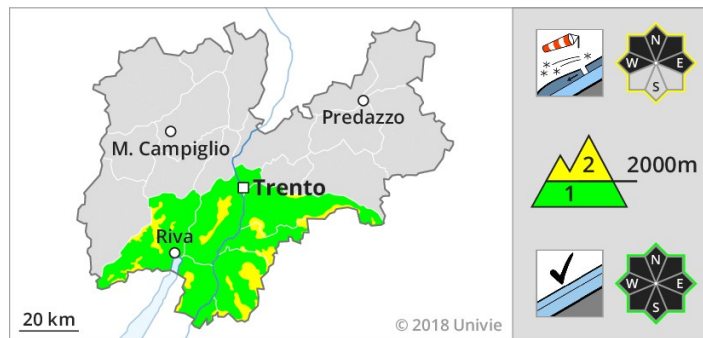 Predazzo
M. Campiglio
Trento
Riva
20 km
© 2018 Univie
N
W E
S
2 2000m
1
N
W E
S